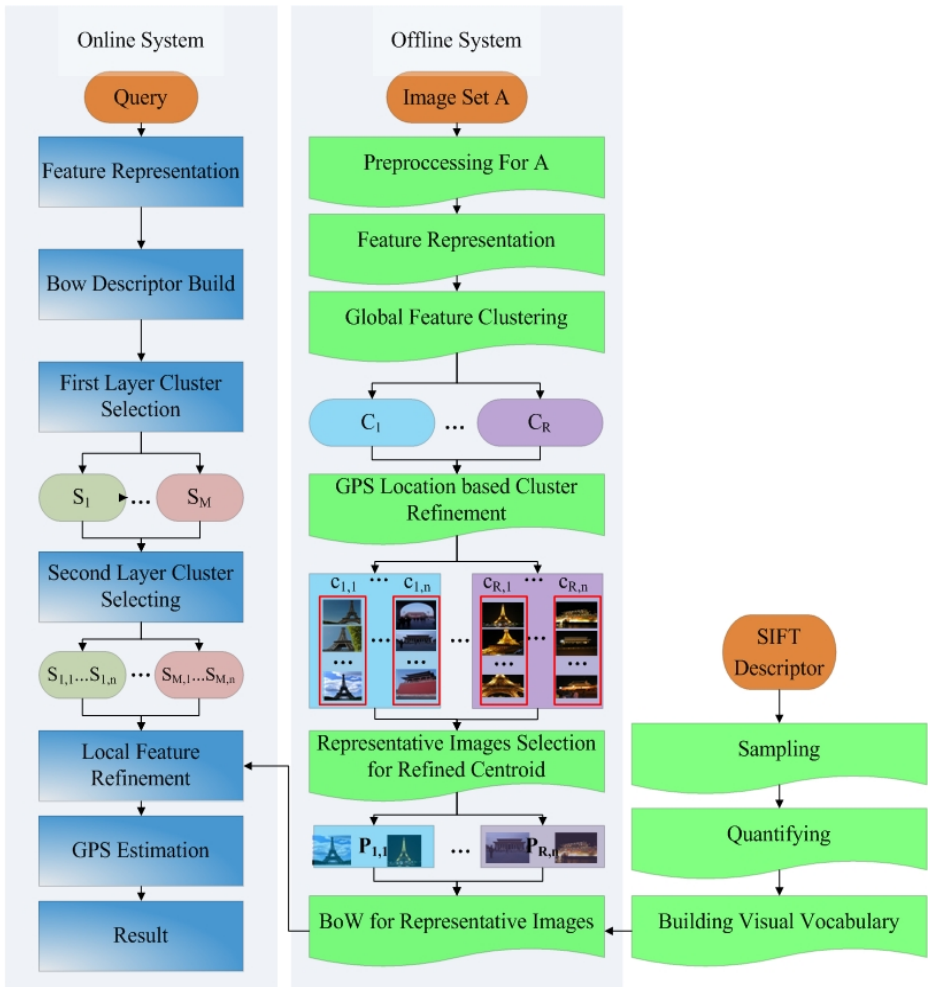 Online System
Query
Feature Representation
Bow Descriptor Build
First Layer Cluster
Selection
S1 ... SM
Second Layer Cluster
Selecting
S1,1...S1,n ... SM,1...SM,n
Local Feature
Refinement
GPS Estimation
Result
Offline System
Image Set A
Preproccessing For A
Feature Representation
Global Feature Clustering
C1 ... CR
GPS Location based Cluster
Refinement
c1,1 ... c1,n cR,1 ... cR,n
... ... ...
... ... ... ...
Representative Images Selection
for Refined Centroid
P1,1 ... PR,n
BoW for Representative Images
SIFT
Descriptor
Sampling
Quantifying
Building Visual Vocabulary